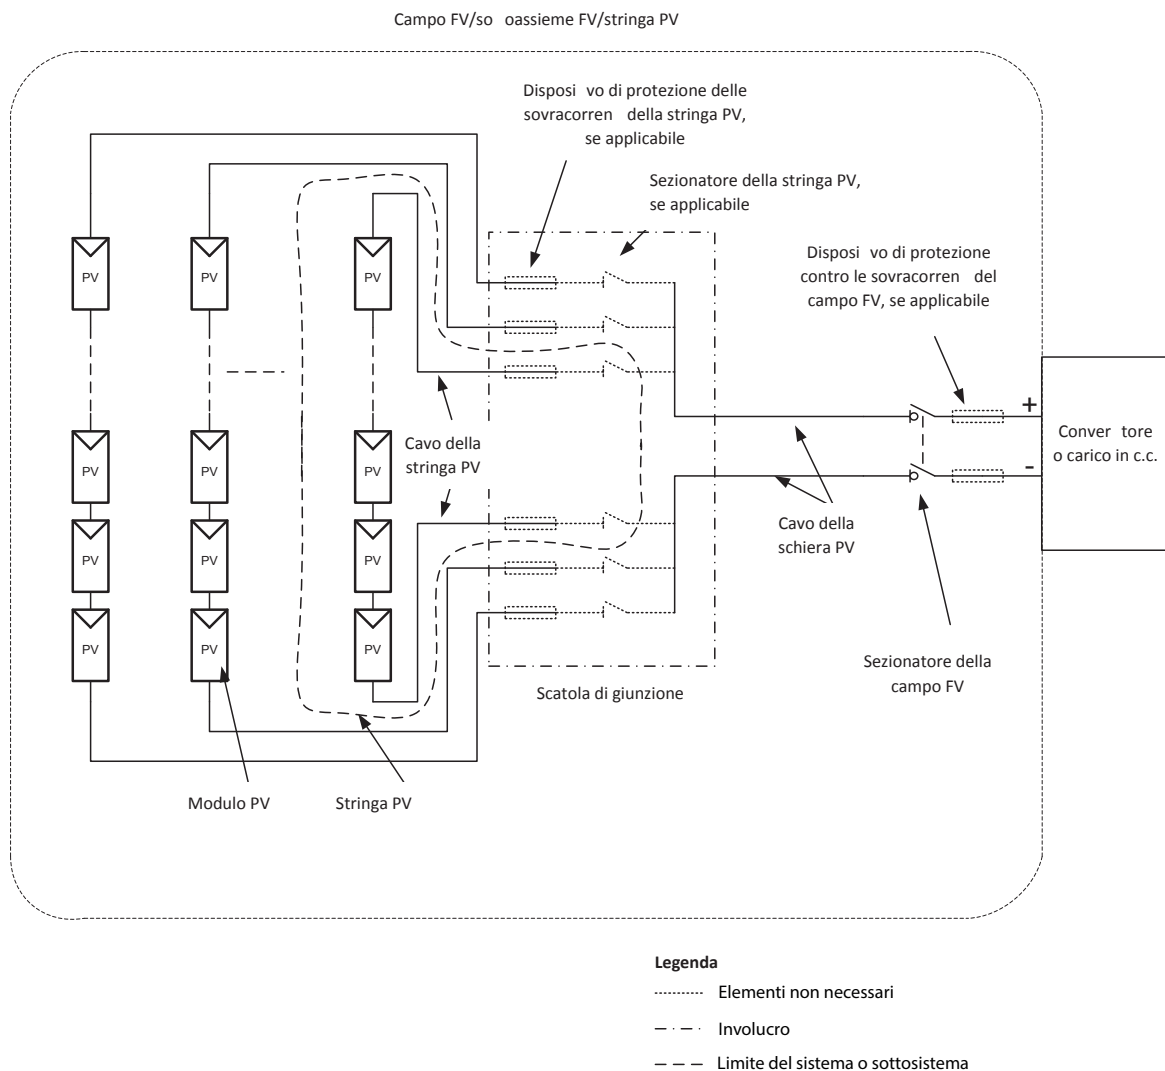 Campo FV/so oassieme FV/stringa PV
Disposi vo di protezione delle
sovracorren della stringa PV,
se applicabile
Sezionatore della stringa PV,
se applicabile
Disposi vo di protezione
contro le sovracorren del
campo FV, se applicabile
PV
PV
PV
+
Conver tore
o carico in c.c.
-
PV
PV
PV
Cavo della
stringa PV
PV
PV
PV
Cavo della
schiera PV
PV
PV
PV
Sezionatore della
campo FV
Scatola di giunzione
Modulo PV
Stringa PV
Legenda
Elementi non necessari
Involucro
Limite del sistema o sottosistema